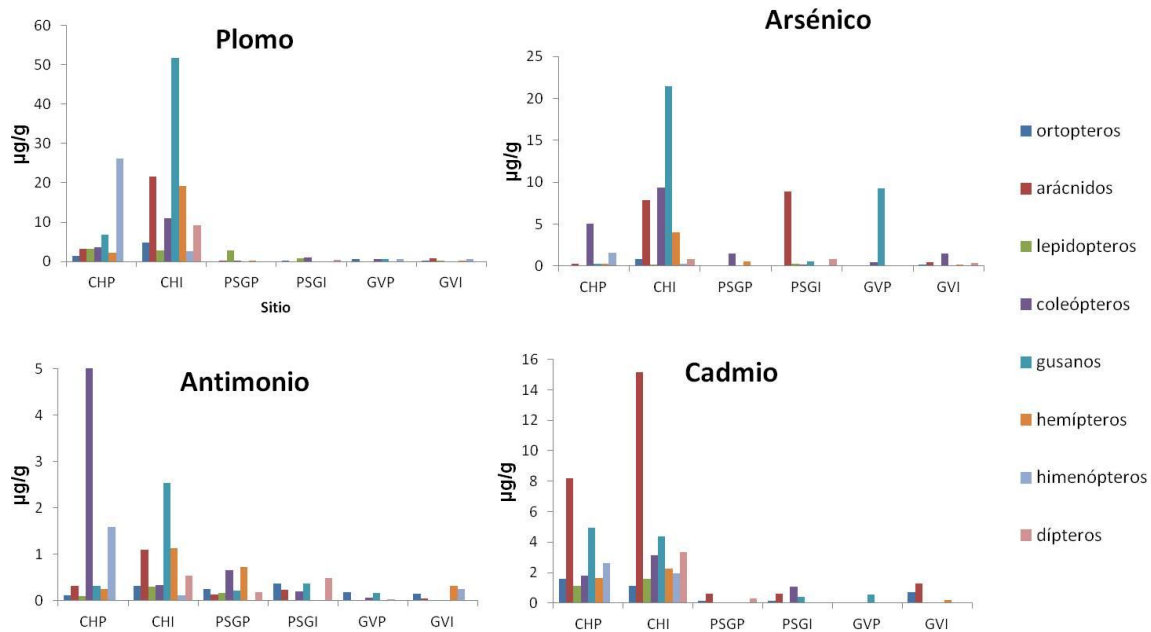 Plomo
60
50
40
30
20
10
0
µg/g
CHP CHI PSGP PSGI GVP GVI
Sitio
Arsénico
25
20
15
10
5
0
µg/g
CHP CHI PSGP PSGI GVP GVI
Antimonio
5
4
3
2
1
0
µg/g
CHP CHI PSGP PSGI GVP GVI
Cadmio
16
14
12
10
8
6
4
2
0
µg/g
CHP CHI PSGP PSGI GVP GVI
ortopteros
arácnidos
lepidopteros
coleópteros
gusanos
hemípteros
himenópteros
dípteros